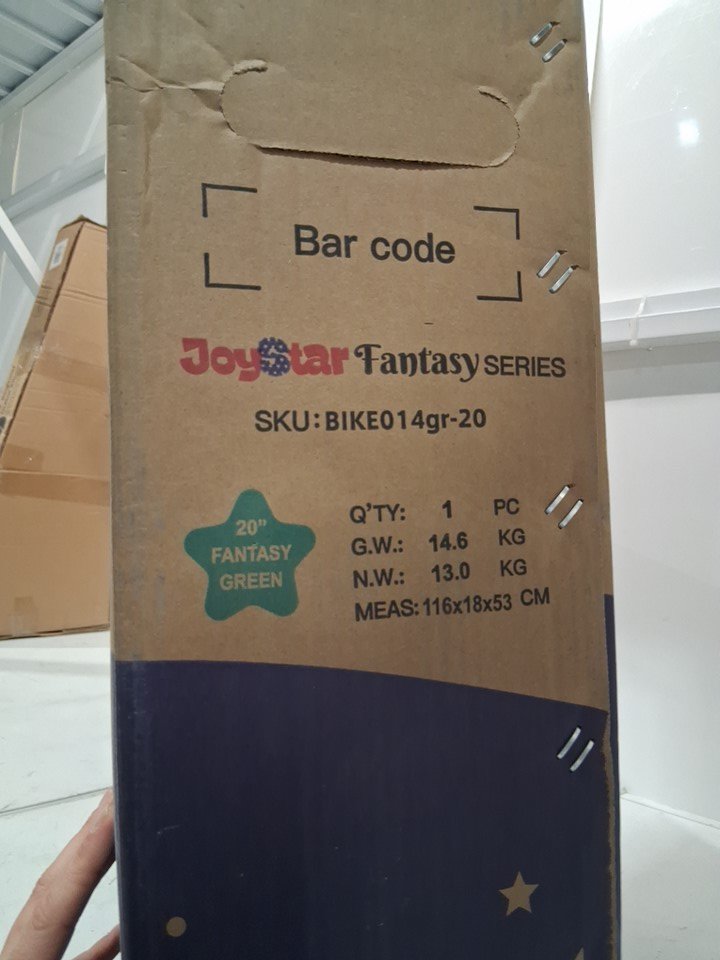 Bar code
JoyStar Fantasy SERIES
SKU: BIKE014gr-20
20”
FANTASY
GREEN
Q’TY: 1 PC
G.W.: 14.6 KG
N.W.: 13.0 KG
MEAS: 116x18x53 CM